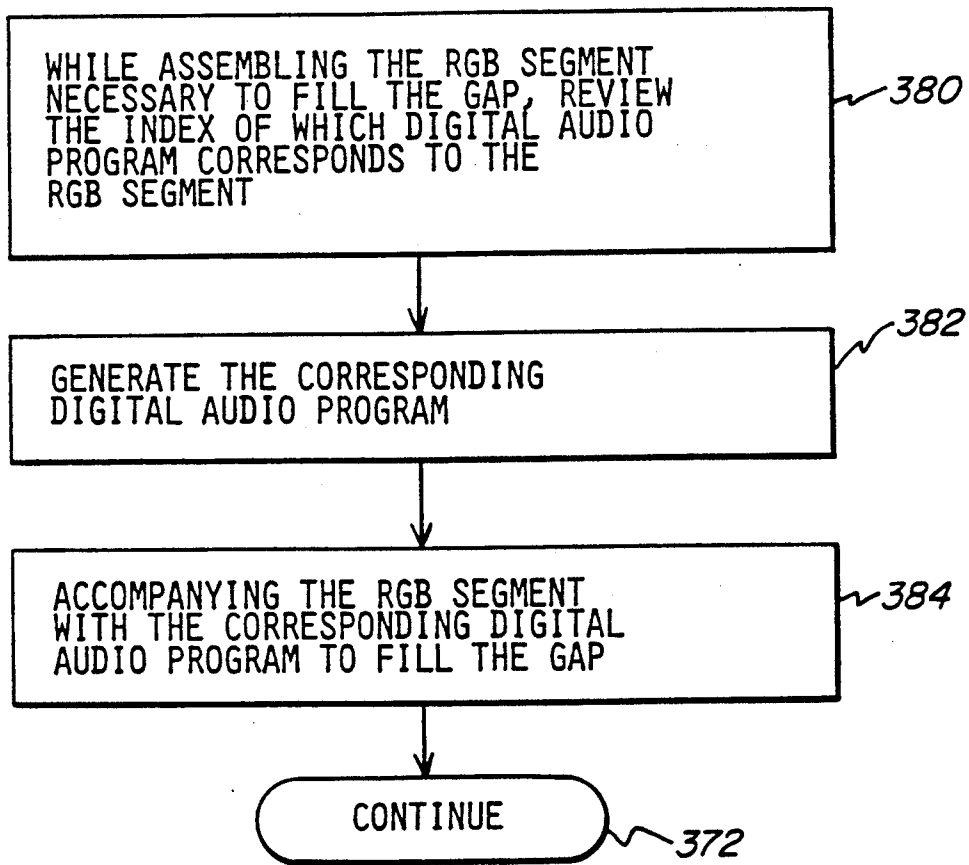 WHILE ASSEMBLING THE RGB SEGMENT
NECESSARY TO FILL THE GAP, REVIEW
THE INDEX OF WHICH DIGITAL AUDIO
PROGRAM CORRESPONDS TO THE
RGB SEGMENT
380
GENERATE THE CORRESPONDING
DIGITAL AUDIO PROGRAM
382
ACCOMPANYING THE RGB SEGMENT
WITH THE CORRESPONDING DIGITAL
AUDIO PROGRAM TO FILL THE GAP
384
CONTINUE
372